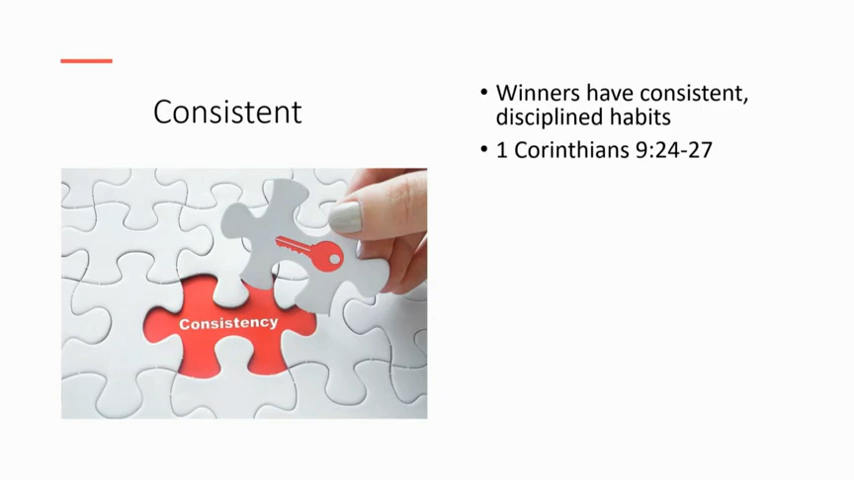 Consistent
• Winners have consistent,
disciplined habits
• 1 Corinthians 9:24-27
Consistency